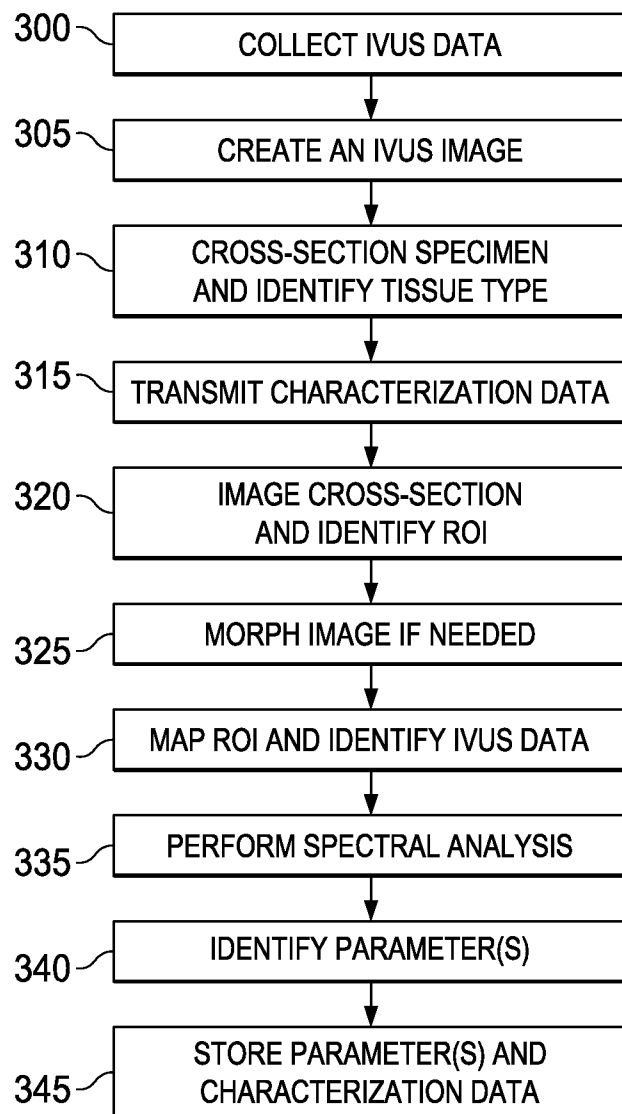 300
COLLECT IVUS DATA
305
CREATE AN IVUS IMAGE
310
CROSS-SECTION SPECIMEN
AND IDENTIFY TISSUE TYPE
315
TRANSMIT CHARACTERIZATION DATA
320
IMAGE CROSS-SECTION
AND IDENTIFY ROI
325
MORPH IMAGE IF NEEDED
330
MAP ROI AND IDENTIFY IVUS DATA
335
PERFORM SPECTRAL ANALYSIS
340
IDENTIFY PARAMETER(S)
345
STORE PARAMETER(S) AND
CHARACTERIZATION DATA